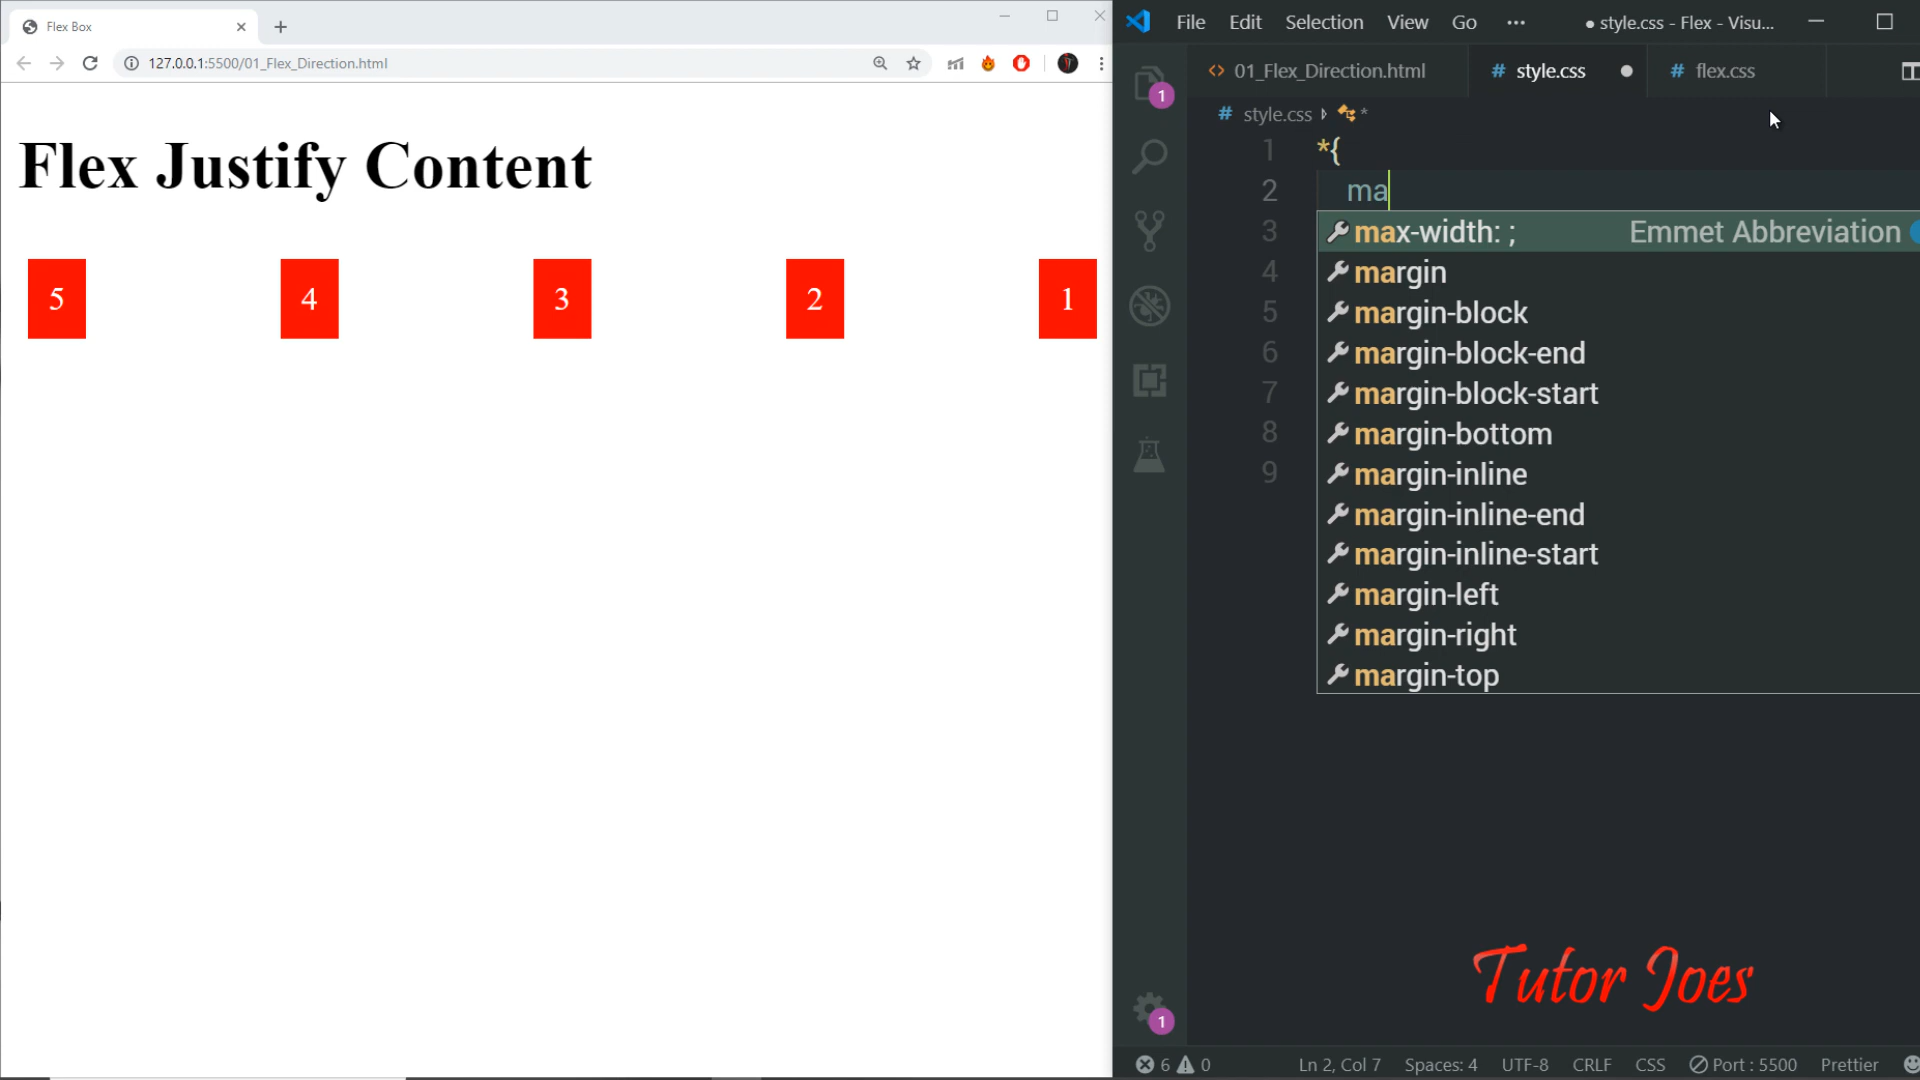 Flex Box
127.0.0.1:5500/01_Flex_Direction.html
Flex Justify Content
5 4 3 2 1
File Edit Selection View Go ••• ● style.css - Flex - Visu...
01_Flex_Direction.html # style.css ● # flex.css
# style.css *
1 *{
2 ma
3 max-width: ; Emmet Abbreviation
4 margin
5 margin-block
6 margin-block-end
7 margin-block-start
8 margin-bottom
9 margin-inline
margin-inline-end
margin-inline-start
margin-left
margin-right
margin-top
1
1
Tutor Joes
6 0 Ln 2, Col 7 Spaces: 4 UTF-8 CRLF CSS Port : 5500 Prettier